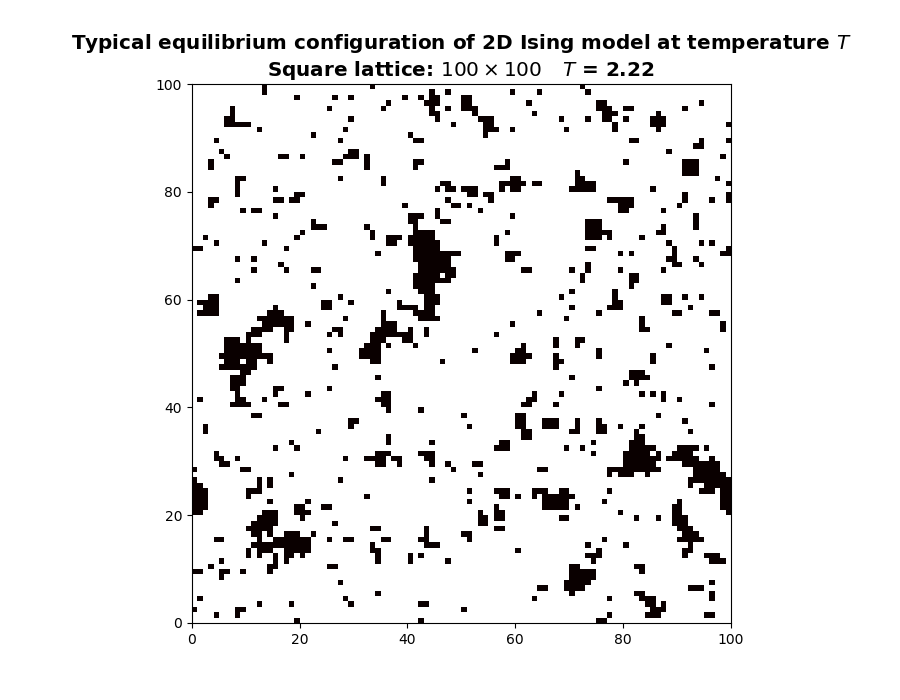 Typical equilibrium configuration of 2D Ising model at temperature T
Square lattice: 100 × 100 T = 2.22
100
80
60
40
20
0
0 20 40 60 80 100